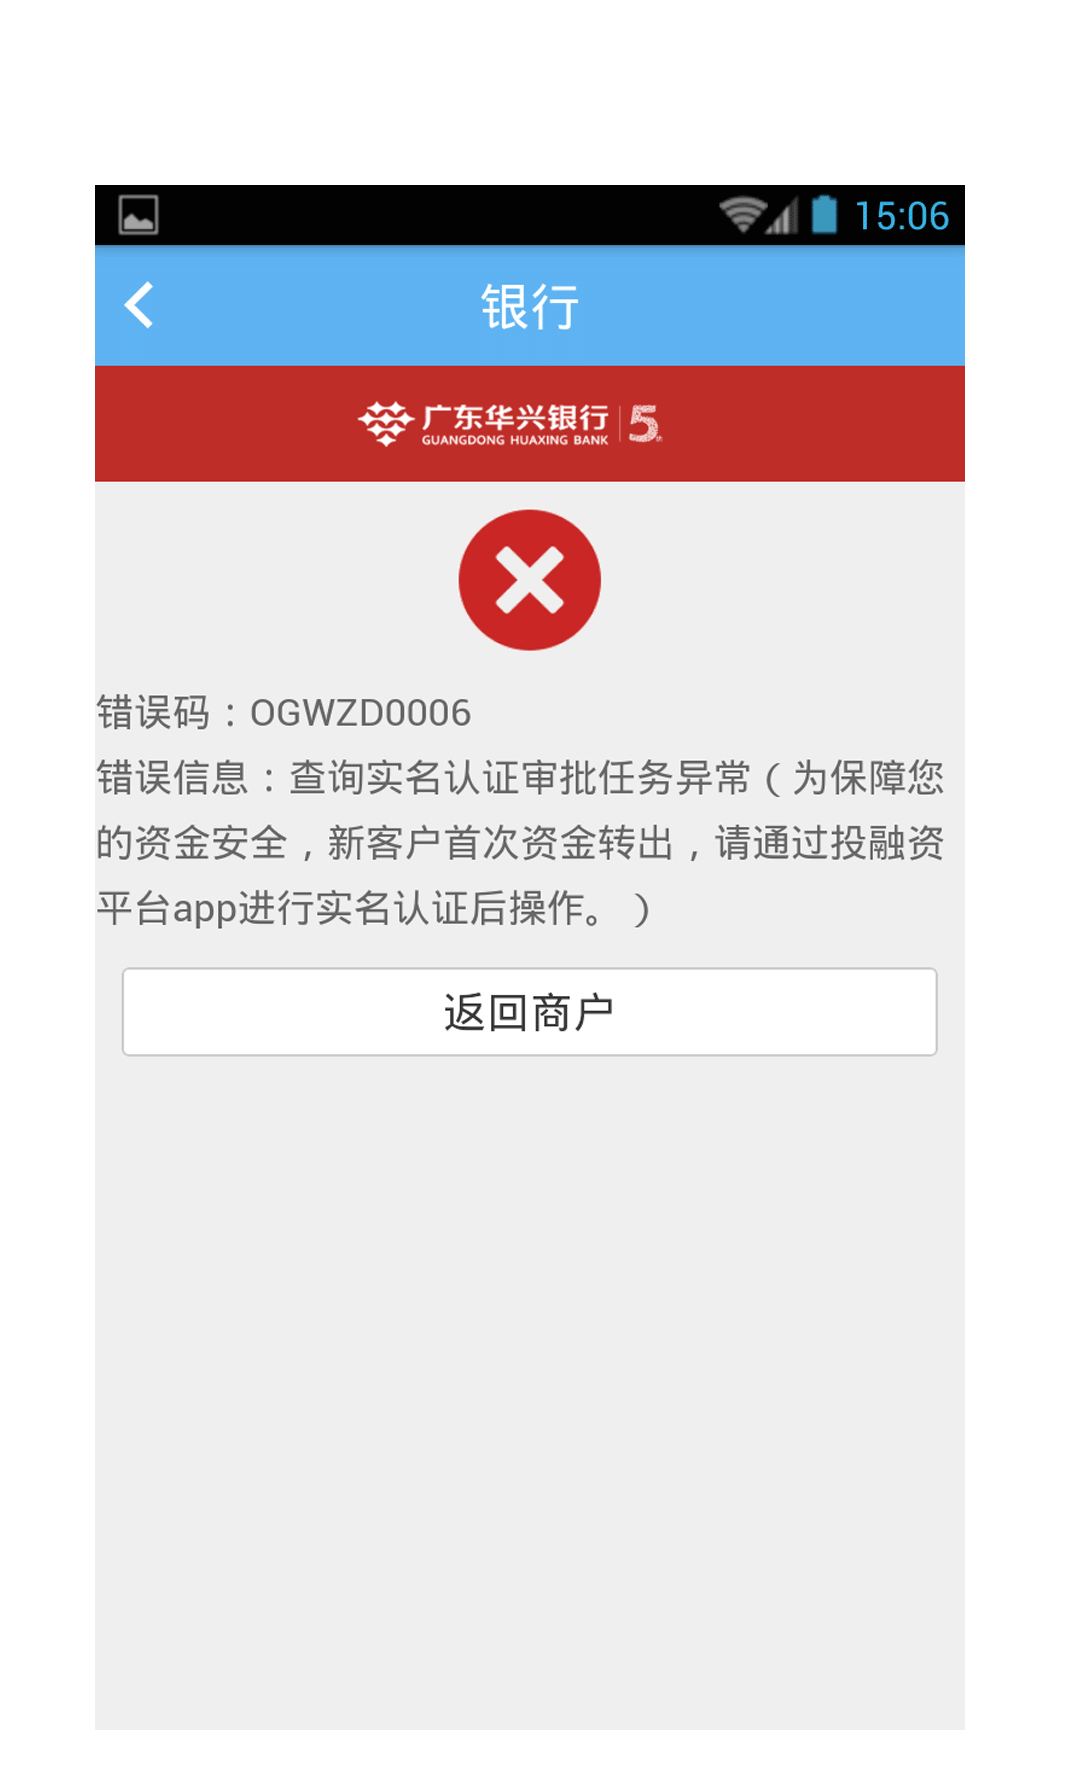 15:06
银行
广东华兴银行
GUANGDONG HUAXING BANK
5th
错误码：OGWZD0006
错误信息：查询实名认证审批任务异常（为保障您
的资金安全，新客户首次资金转出，请通过投融资
平台app进行实名认证后操作。）
返回商户